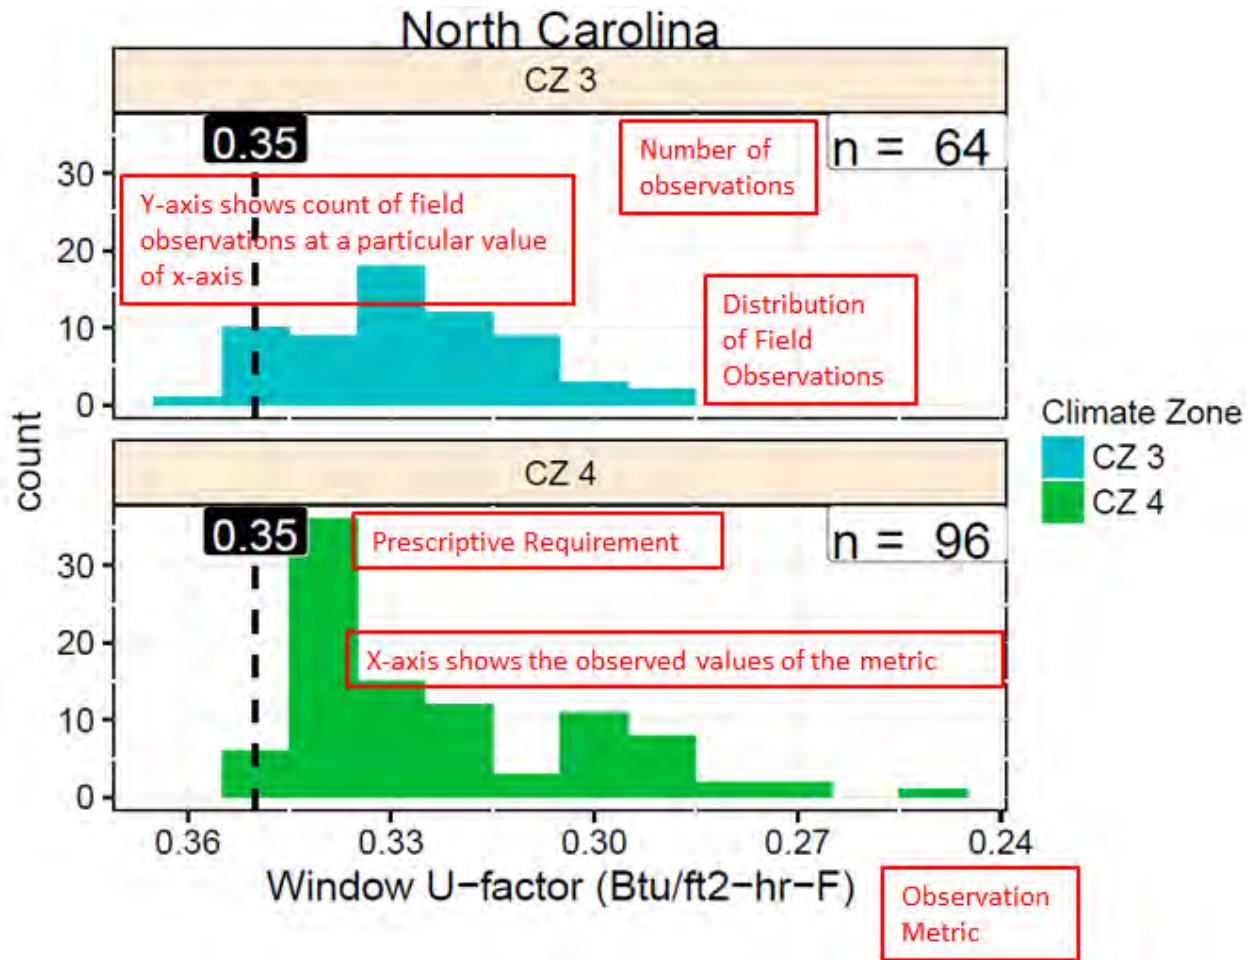 North Carolina
CZ 3
0.35
Number of
observations
n = 64
30
20
10
0
Y-axis shows count of field
observations at a particular value
of x-axis
Distribution
of Field
Observations
count
CZ 4
0.35
Prescriptive Requirement
n = 96
30
20
10
0
X-axis shows the observed values of the metric
Climate Zone
CZ 3
CZ 4
0.36 0.33 0.30 0.27 0.24
Window U−factor (Btu/ft2−hr−F)
Observation
Metric